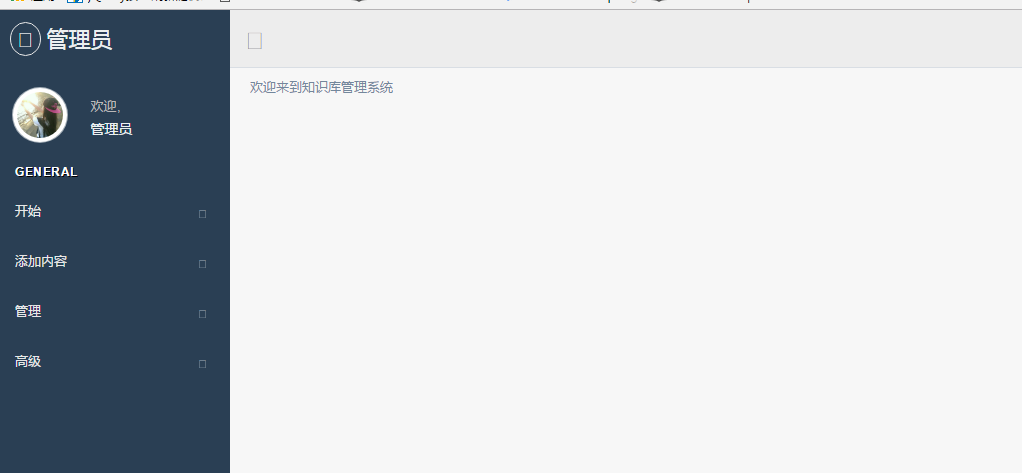 管理员
欢迎,
管理员
GENERAL
开始
添加内容
管理
高级
欢迎来到知识库管理系统